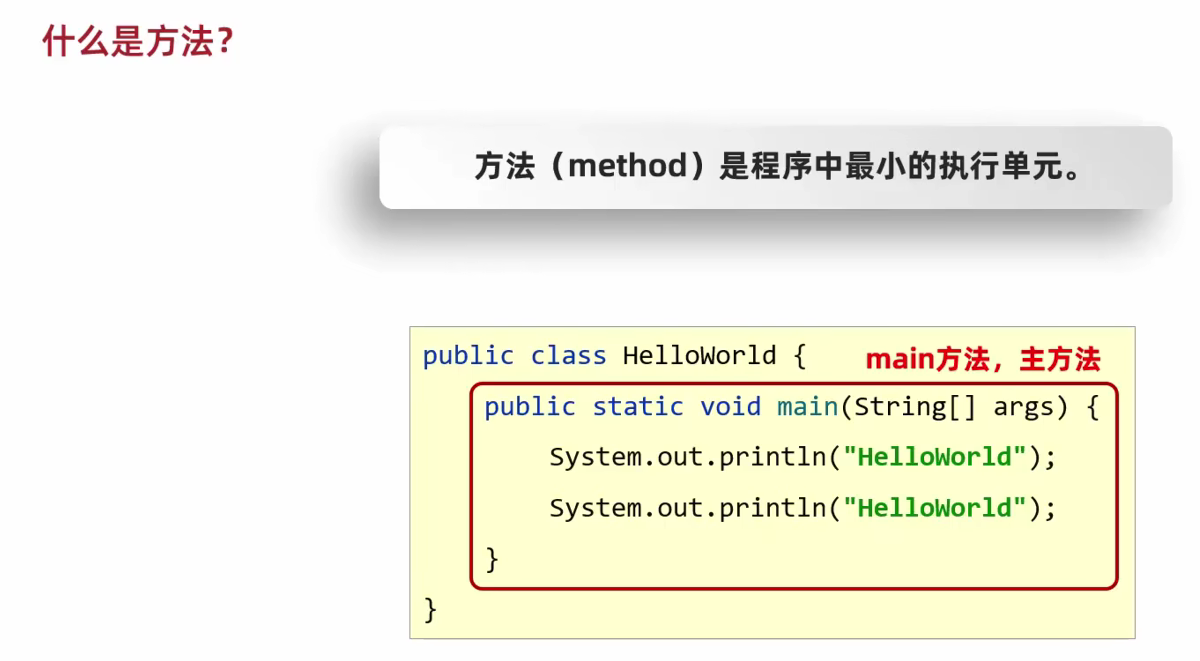 什么是方法？
方法（method）是程序中最小的执行单元。
public class HelloWorld { main方法，主方法
public static void main(String[] args) {
System.out.println("HelloWorld");
System.out.println("HelloWorld");
}
}